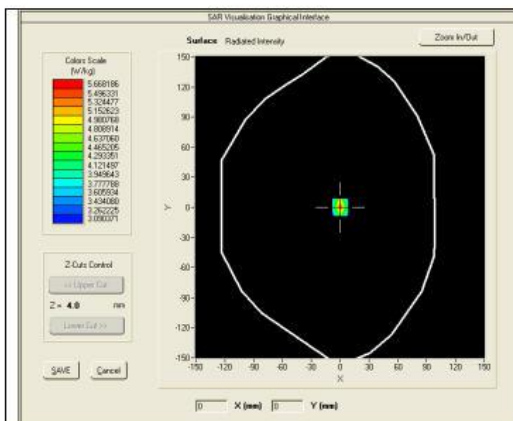 SAR Visualisation Graphical Interface
Surface Radiated Intensity
Zoom In/Out
Colors Scale
(W/kg)
5.668186
5.496331
5.324477
5.152623
4.980768
4.808914
4.637060
4.465205
4.293351
4.121497
3.949643
3.777788
3.605934
3.434080
3.262225
3.090371
Z-Cuts Control
<< Upper Cut
Z = 4.0 mm
Lower Cut >>
SAVE Cancel
150
120
90
60
30
0
-30
-60
-90
-120
-150
Y
-150 -120 -90 -60 -30 0 30 60 90 120 150
X
0 X (mm) 0 Y (mm)